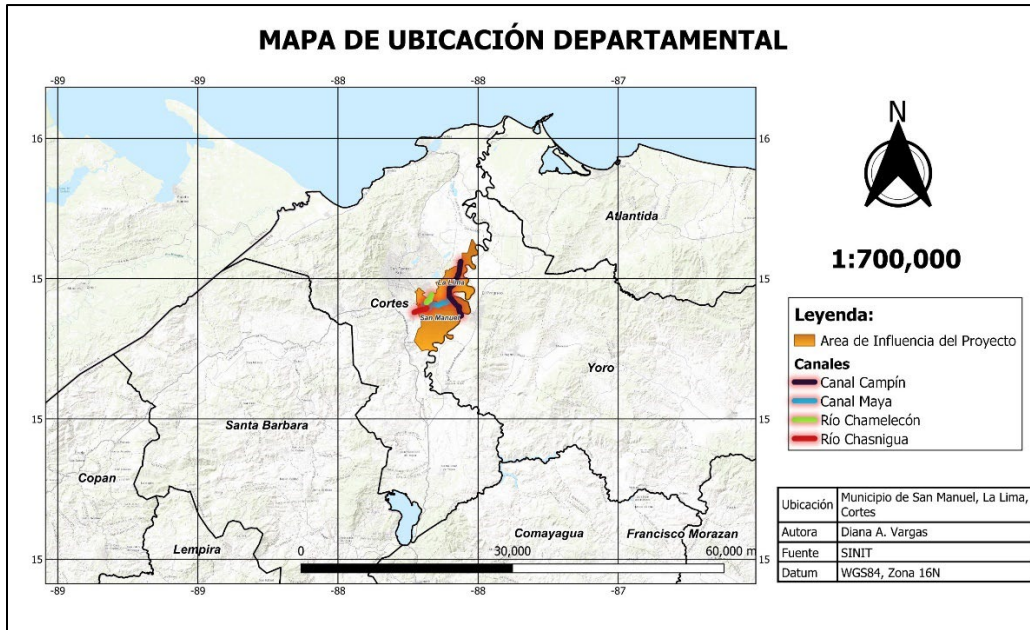 MAPA DE UBICACIÓN DEPARTAMENTAL
-89 -89 -88 -88 -87
16
15
15
15
16
15
15
15
Atlantida
La Lima
Cortes
San Manuel
Yoro
Santa Barbara
Copan
Lempira
Comayagua
Francisco Morazan
0 30,000 60,000 m
-89 -89 -88 -88 -87
N
1:700,000
Leyenda:
Area de Influencia del Proyecto
Canales
Canal Campín
Canal Maya
Río Chamelecón
Río Chasnigua
Ubicación Municipio de San Manuel, La Lima,
Cortes
Autora Diana A. Vargas
Fuente SINIT
Datum WGS84, Zona 16N